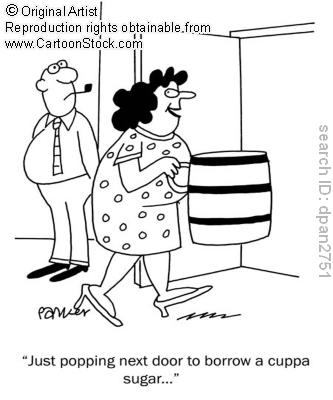 © Original Artist
Reproduction rights obtainable from
www.CartoonStock.com
search ID: dpan2751
Parker
"Just popping next door to borrow a cuppa
sugar..."